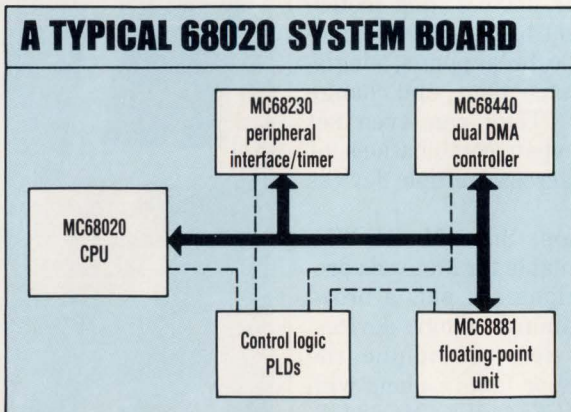 A TYPICAL 68020 SYSTEM BOARD
MC68230
peripheral
interface/timer
MC68440
dual DMA
controller
MC68020
CPU
Control logic
PLDs
MC68881
floating-point
unit